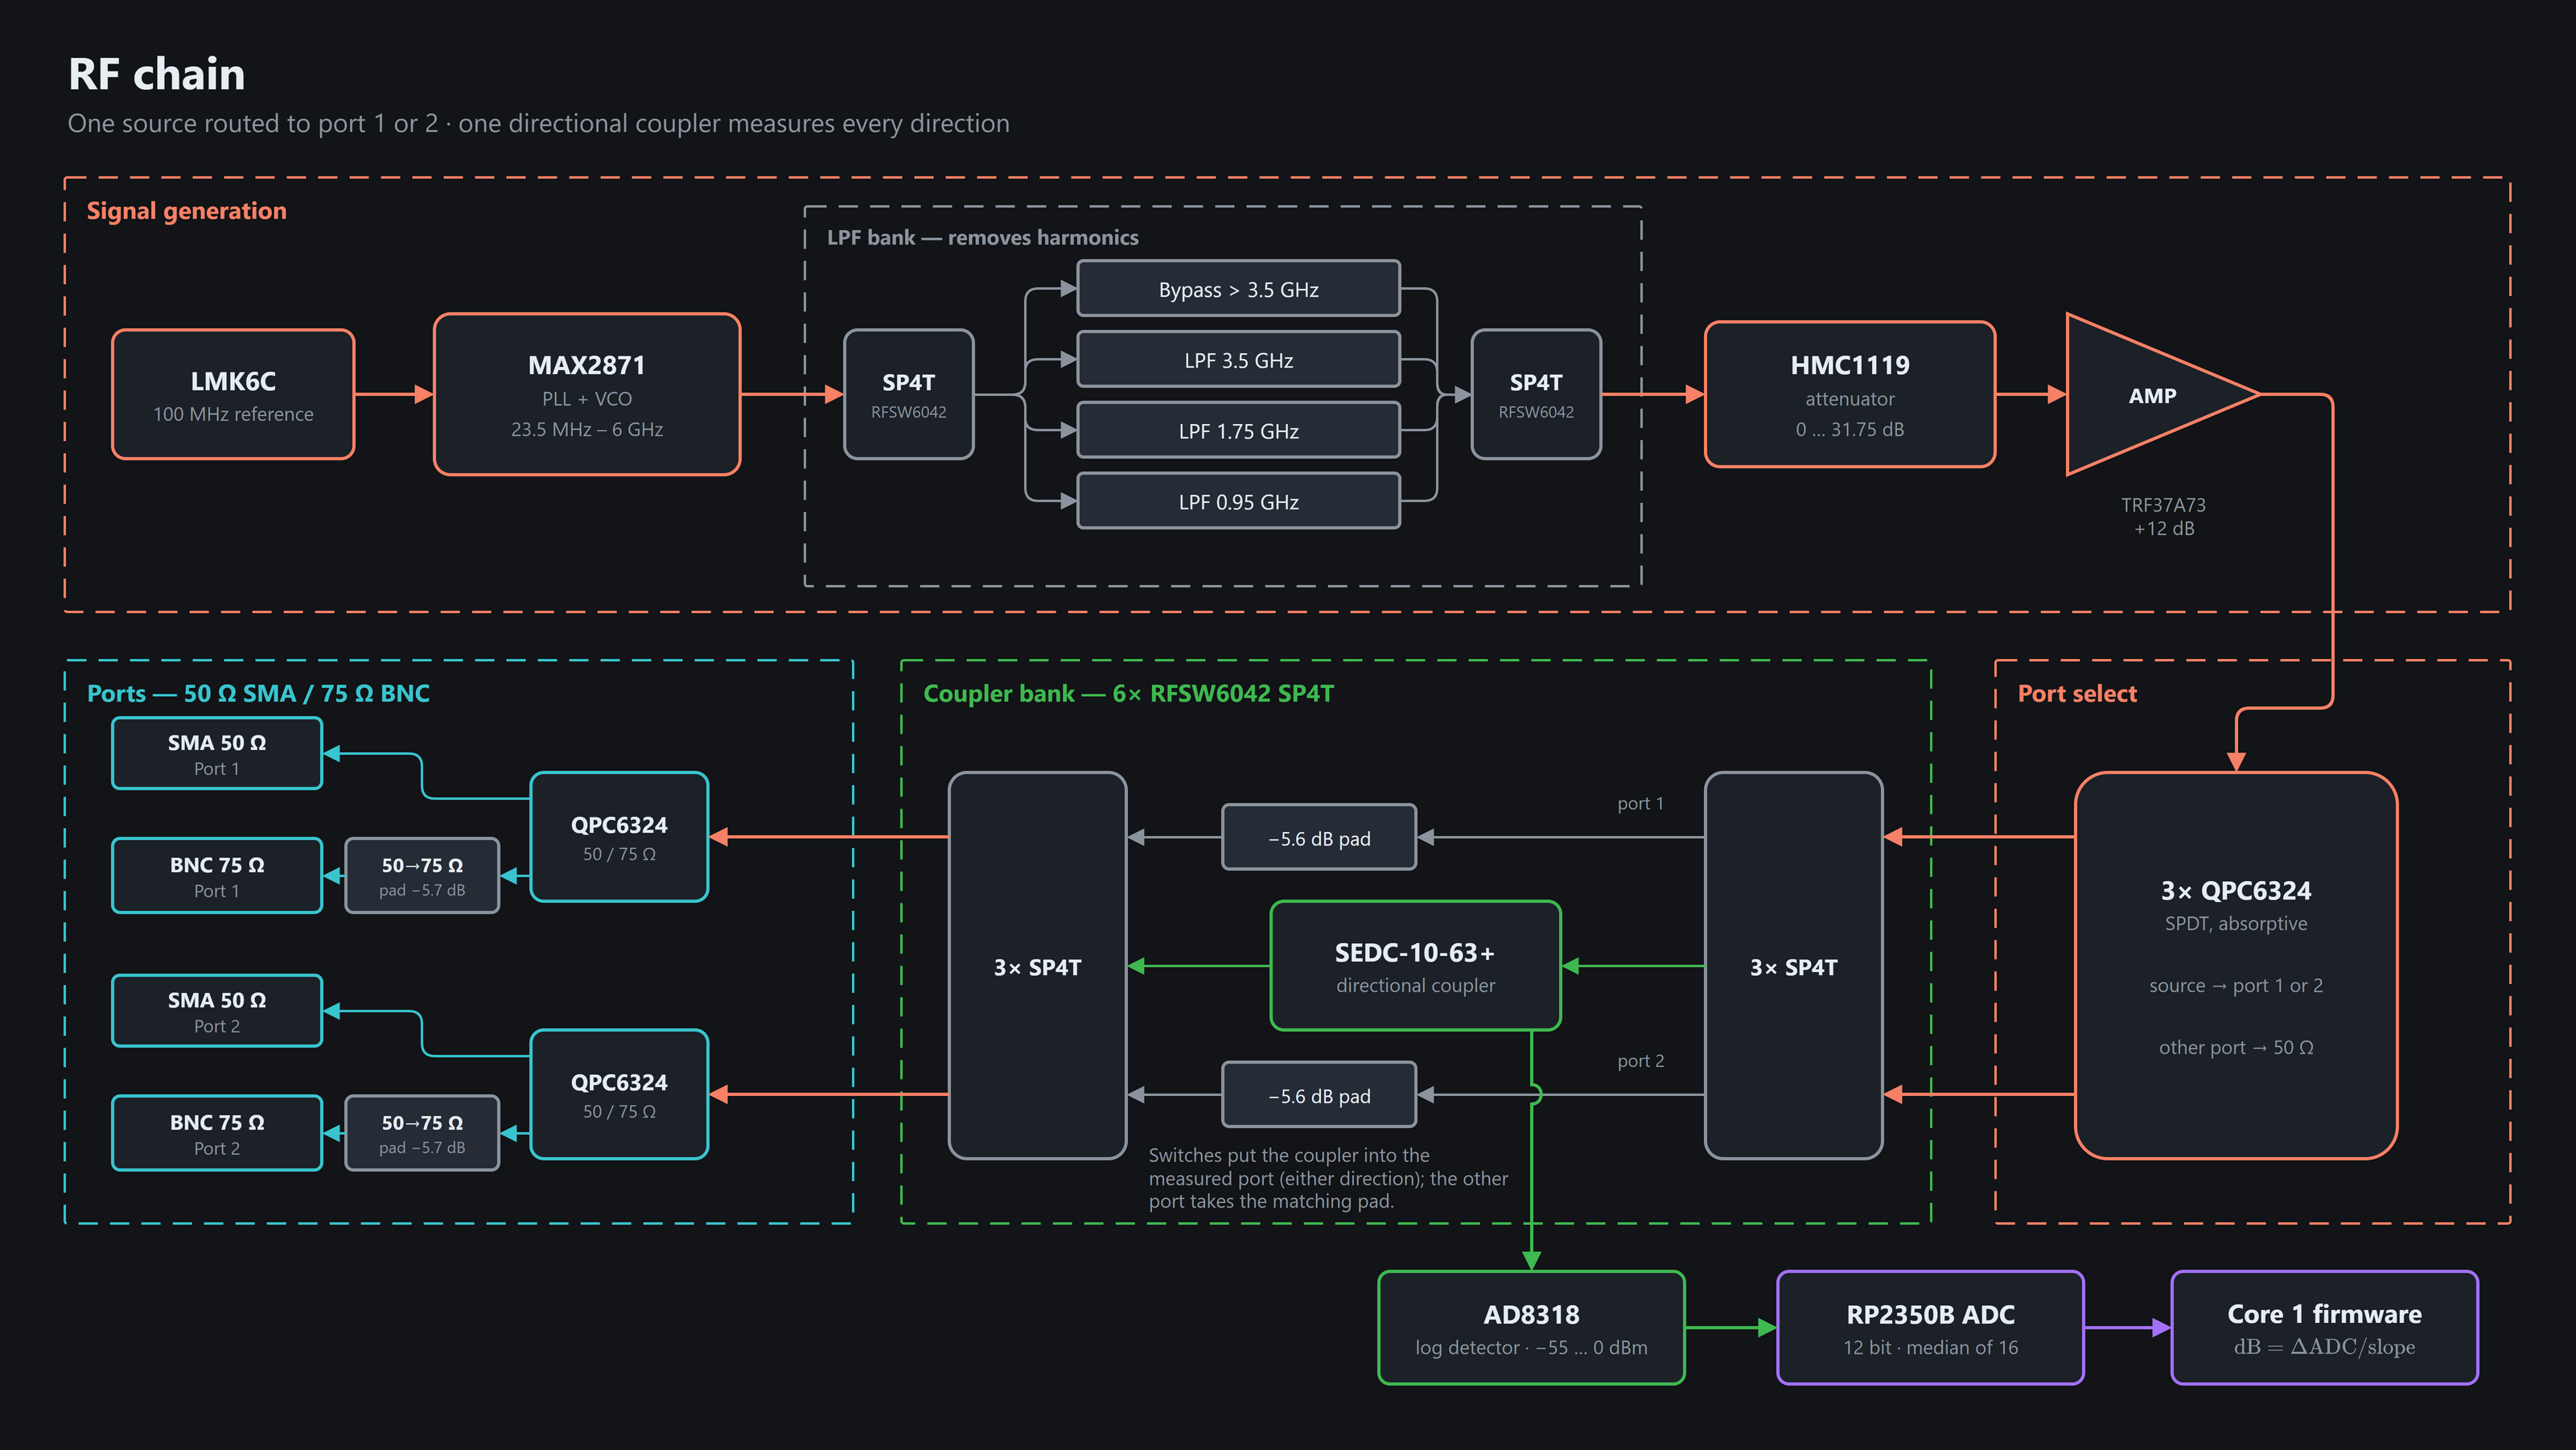 RF chain
One source routed to port 1 or 2 · one directional coupler measures every direction
Signal generation
LPF bank — removes harmonics
LMK6C
100 MHz reference
MAX2871
PLL + VCO
23.5 MHz – 6 GHz
SP4T
RFSW6042
Bypass > 3.5 GHz
LPF 3.5 GHz
LPF 1.75 GHz
LPF 0.95 GHz
SP4T
RFSW6042
HMC1119
attenuator
0 … 31.75 dB
AMP
TRF37A73
+12 dB
Ports — 50 Ω SMA / 75 Ω BNC
SMA 50 Ω
Port 1
BNC 75 Ω
Port 1
50→75 Ω
pad −5.7 dB
QPC6324
50 / 75 Ω
SMA 50 Ω
Port 2
BNC 75 Ω
Port 2
50→75 Ω
pad −5.7 dB
QPC6324
50 / 75 Ω
Coupler bank — 6× RFSW6042 SP4T
3× SP4T
−5.6 dB pad
port 1
SEDC-10-63+
directional coupler
port 2
−5.6 dB pad
3× SP4T
Switches put the coupler into the
measured port (either direction); the other
port takes the matching pad.
Port select
3× QPC6324
SPDT, absorptive
source → port 1 or 2
other port → 50 Ω
AD8318
log detector · −55 … 0 dBm
RP2350B ADC
12 bit · median of 16
Core 1 firmware
dB = ΔADC/slope